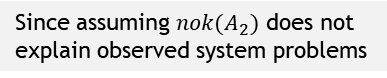 Since assuming nok(A₂) does not
explain observed system problems